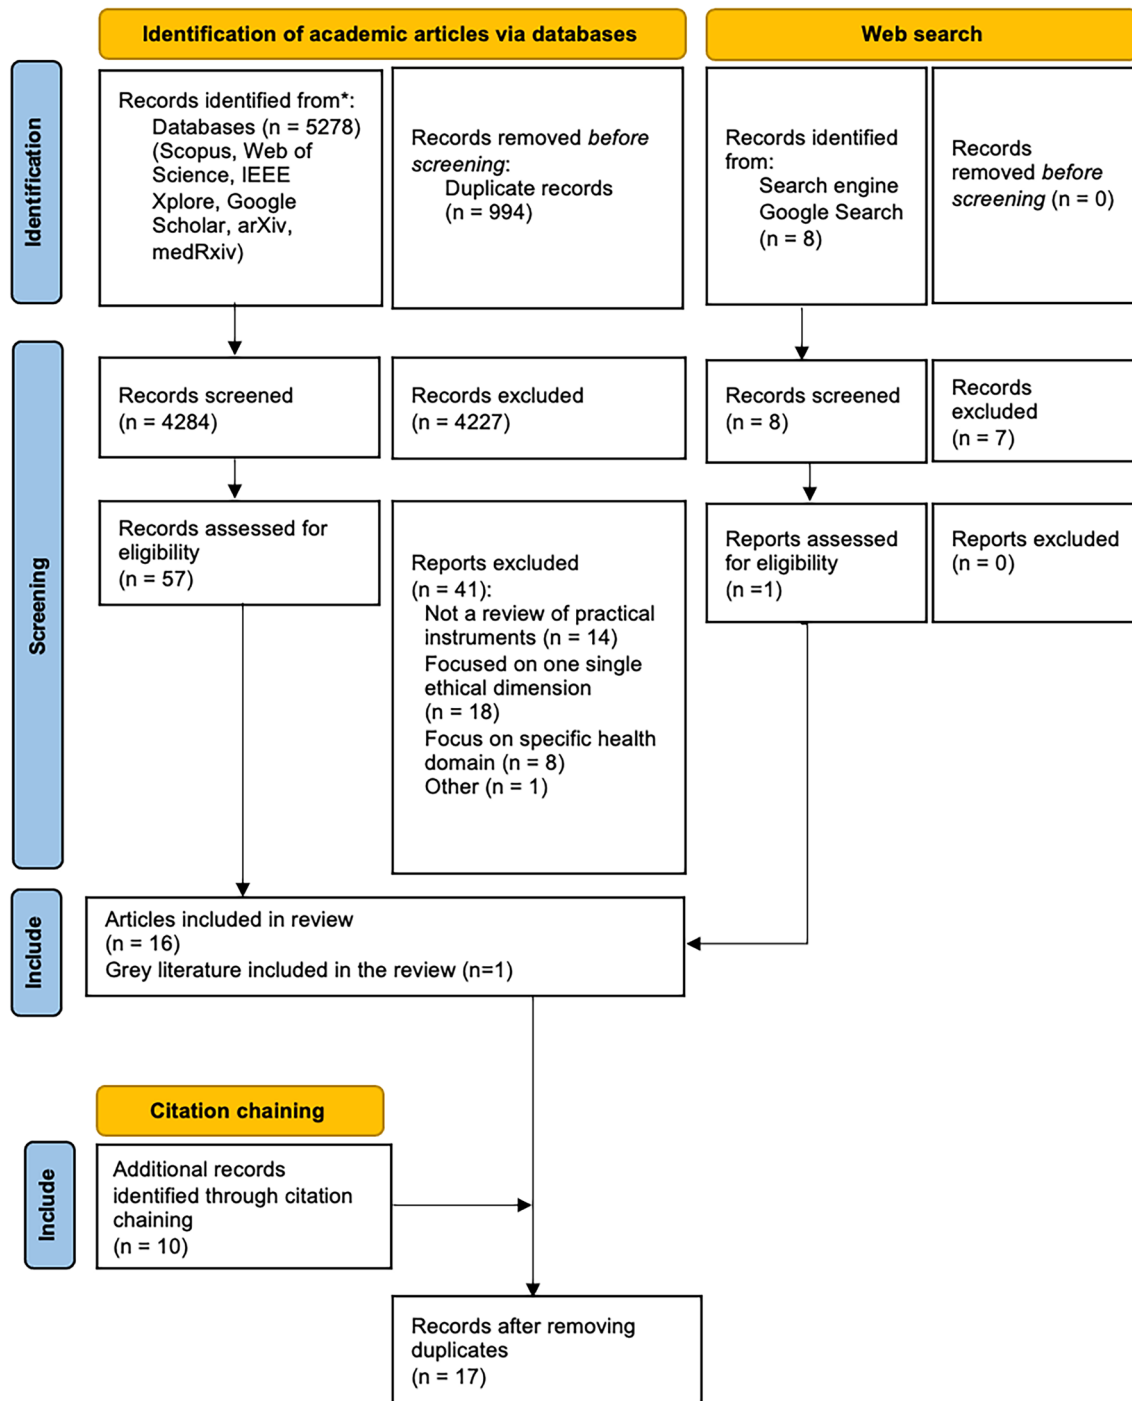 Identification of academic articles via databases
Web search
Identification
Records identified from*:
Databases (n = 5278)
(Scopus, Web of
Science, IEEE
Xplore, Google
Scholar, arXiv,
medRxiv)
Records removed before
screening:
Duplicate records
(n = 994)
Records identified
from:
Search engine
Google Search
(n = 8)
Records
removed before
screening (n = 0)
Screening
Records screened
(n = 4284)
Records excluded
(n = 4227)
Records screened
(n = 8)
Records
excluded
(n = 7)
Records assessed for
eligibility
(n = 57)
Reports excluded
(n = 41):
Not a review of practical
instruments (n = 14)
Focused on one single
ethical dimension
(n = 18)
Focus on specific health
domain (n = 8)
Other (n = 1)
Reports assessed
for eligibility
(n =1)
Reports excluded
(n = 0)
Include
Articles included in review
(n = 16)
Grey literature included in the review (n=1)
Citation chaining
Include
Additional records
identified through citation
chaining
(n = 10)
Records after removing
duplicates
(n = 17)